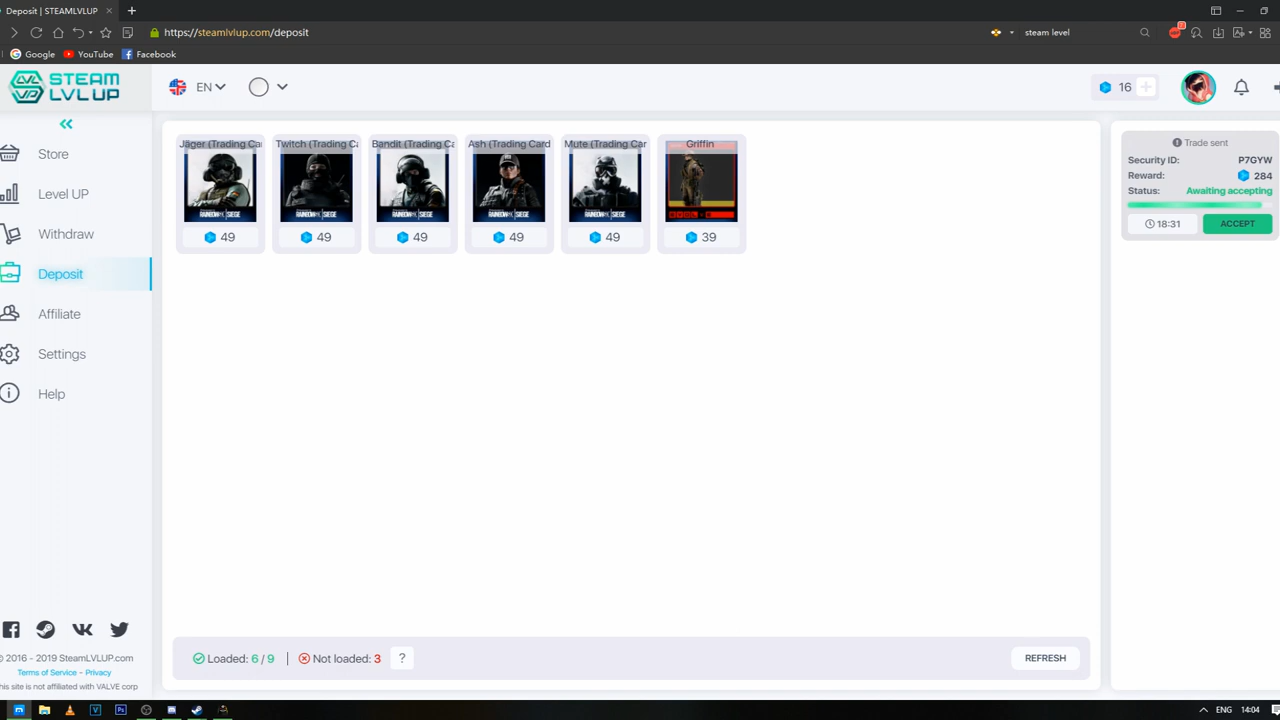 Deposit | STEAMLVLUP
https://steamlvlup.com/deposit
steam level
Google
YouTube
Facebook
STEAM
LVL UP
EN
16
Store
Level UP
Withdraw
Deposit
Affiliate
Settings
Help
Jäger (Trading Car
Twitch (Trading Ca
Bandit (Trading Ca
Ash (Trading Card
Mute (Trading Car
Griffin
49
49
49
49
49
39
Trade sent
Security ID: P7GYW
Reward: 284
Status: Awaiting accepting
18:31
ACCEPT
Loaded: 6 / 9
Not loaded: 3
?
REFRESH
© 2016 - 2019 SteamLVLUP.com
Terms of Service - Privacy
his site is not affiliated with VALVE corp
ENG
14:04